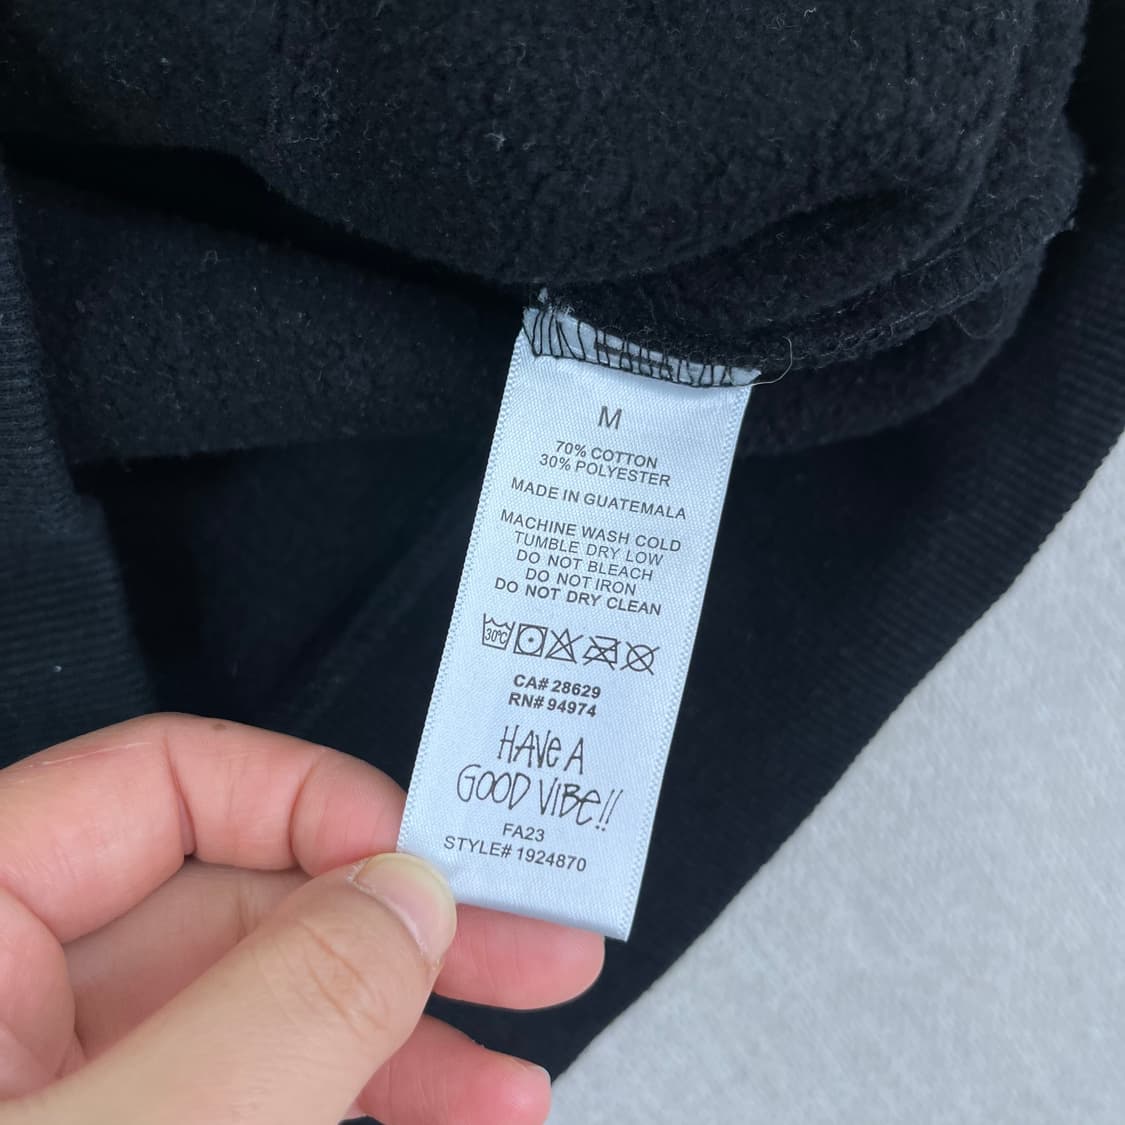 M
70% COTTON
30% POLYESTER
MADE IN GUATEMALA
MACHINE WASH COLD
TUMBLE DRY LOW
DO NOT BLEACH
DO NOT IRON
DO NOT DRY CLEAN
30°C
CA# 28629
RN# 94974
HAVE A
GOOD VIBE!!
FA23
STYLE# 1924870